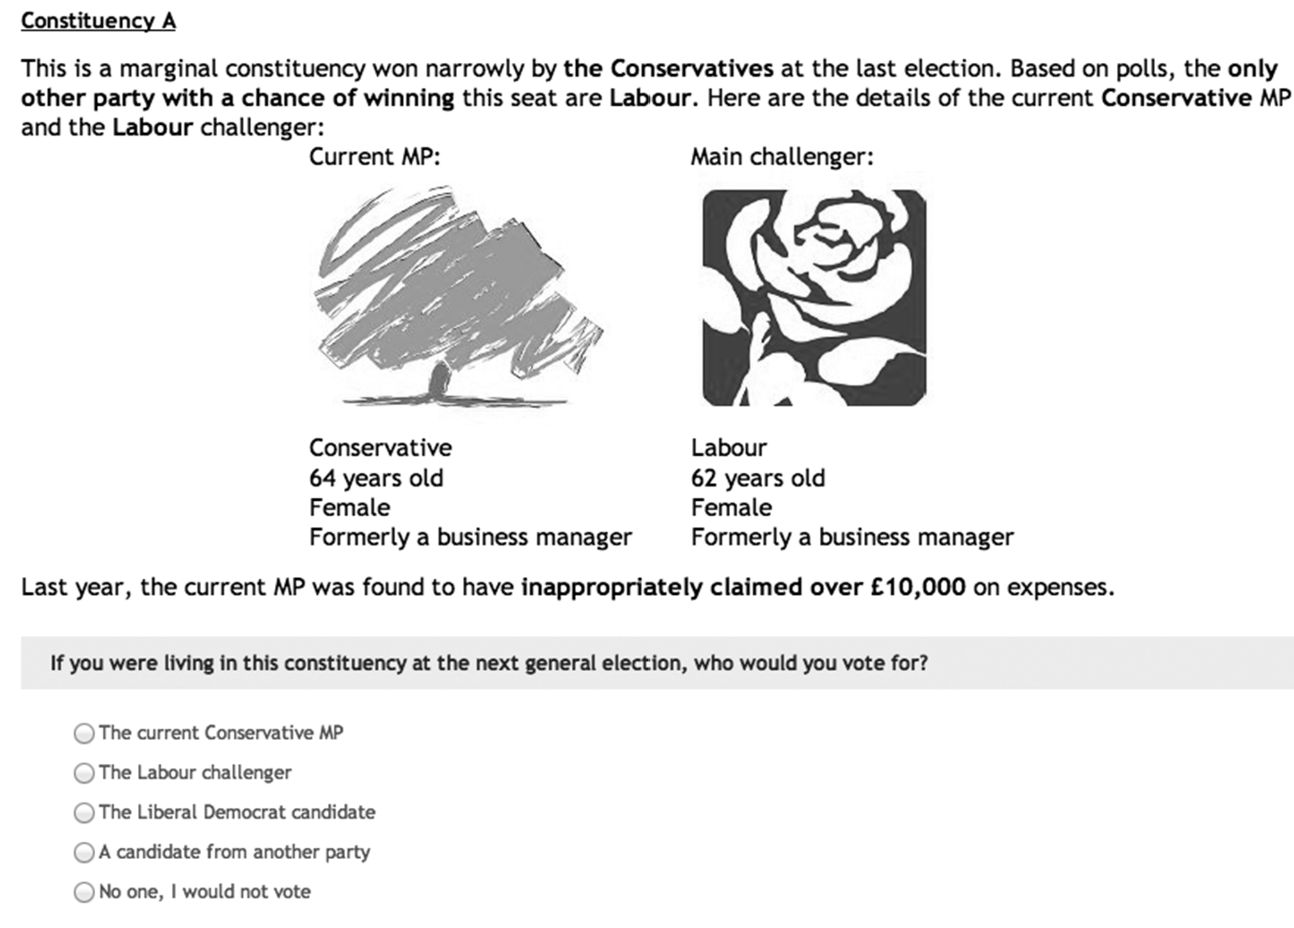 Constituency A
This is a marginal constituency won narrowly by the Conservatives at the last election. Based on polls, the only
other party with a chance of winning this seat are Labour. Here are the details of the current Conservative MP
and the Labour challenger:
Current MP: Main challenger:
Conservative Labour
64 years old 62 years old
Female Female
Formerly a business manager Formerly a business manager
Last year, the current MP was found to have inappropriately claimed over £10,000 on expenses.
If you were living in this constituency at the next general election, who would you vote for?
The current Conservative MP
The Labour challenger
The Liberal Democrat candidate
A candidate from another party
No one, I would not vote